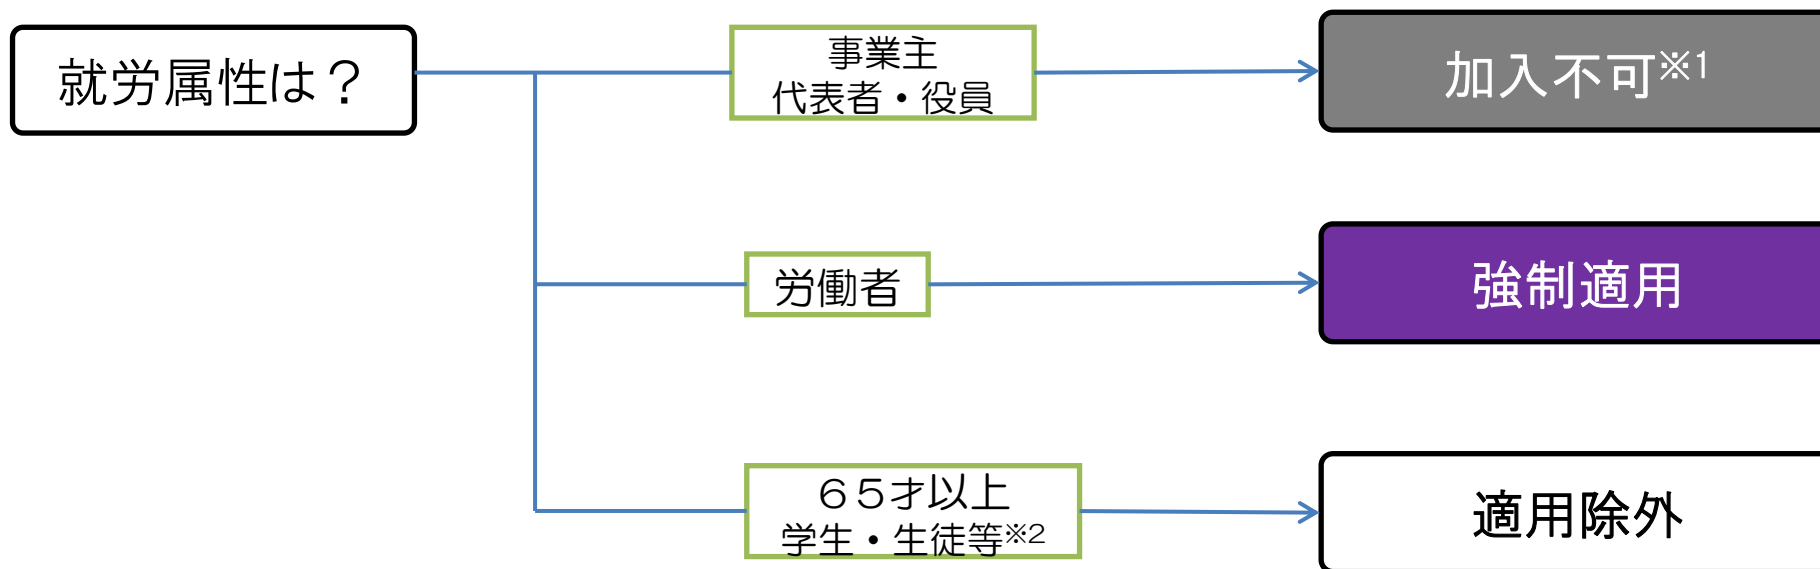 就労属性は？
事業主
代表者・役員
加入不可※1
労働者
強制適用
６５才以上
学生・生徒等※2
適用除外